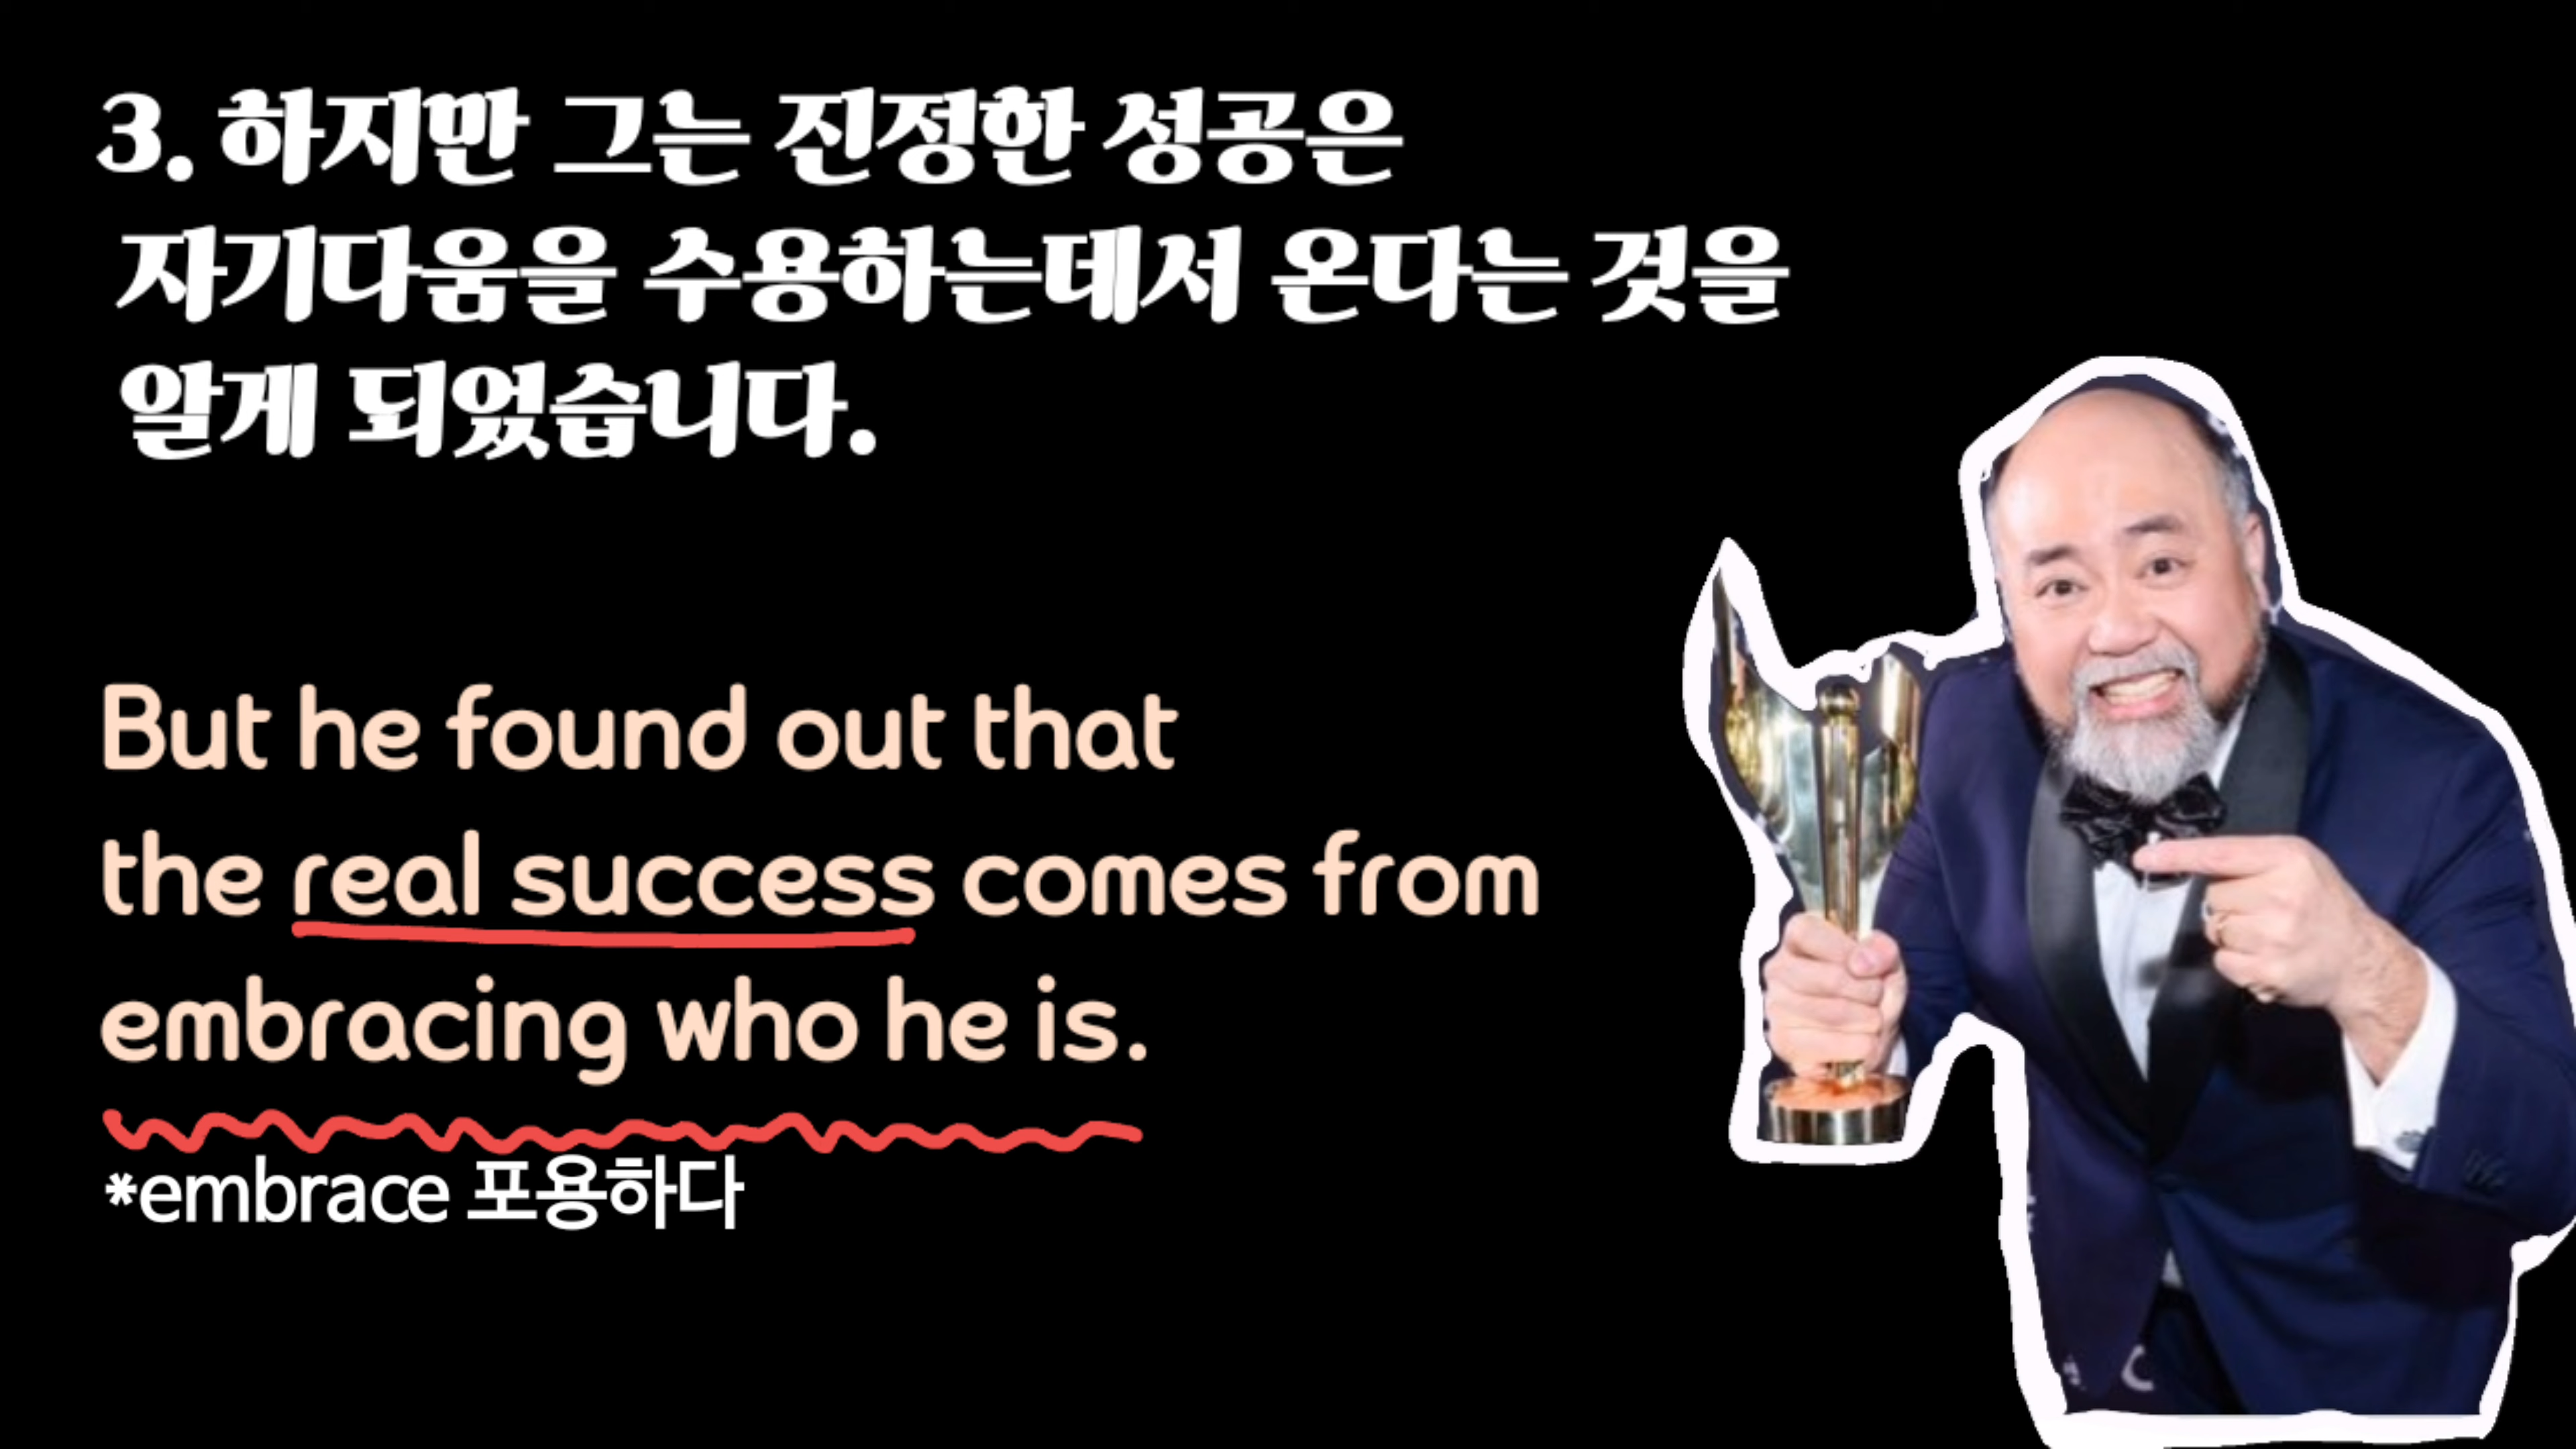 3. 하지만 그는 진정한 성공은
자기다움을 수용하는데서 온다는 것을
알게 되었습니다.
But he found out that
the real success comes from
embracing who he is.
*embrace 포용하다